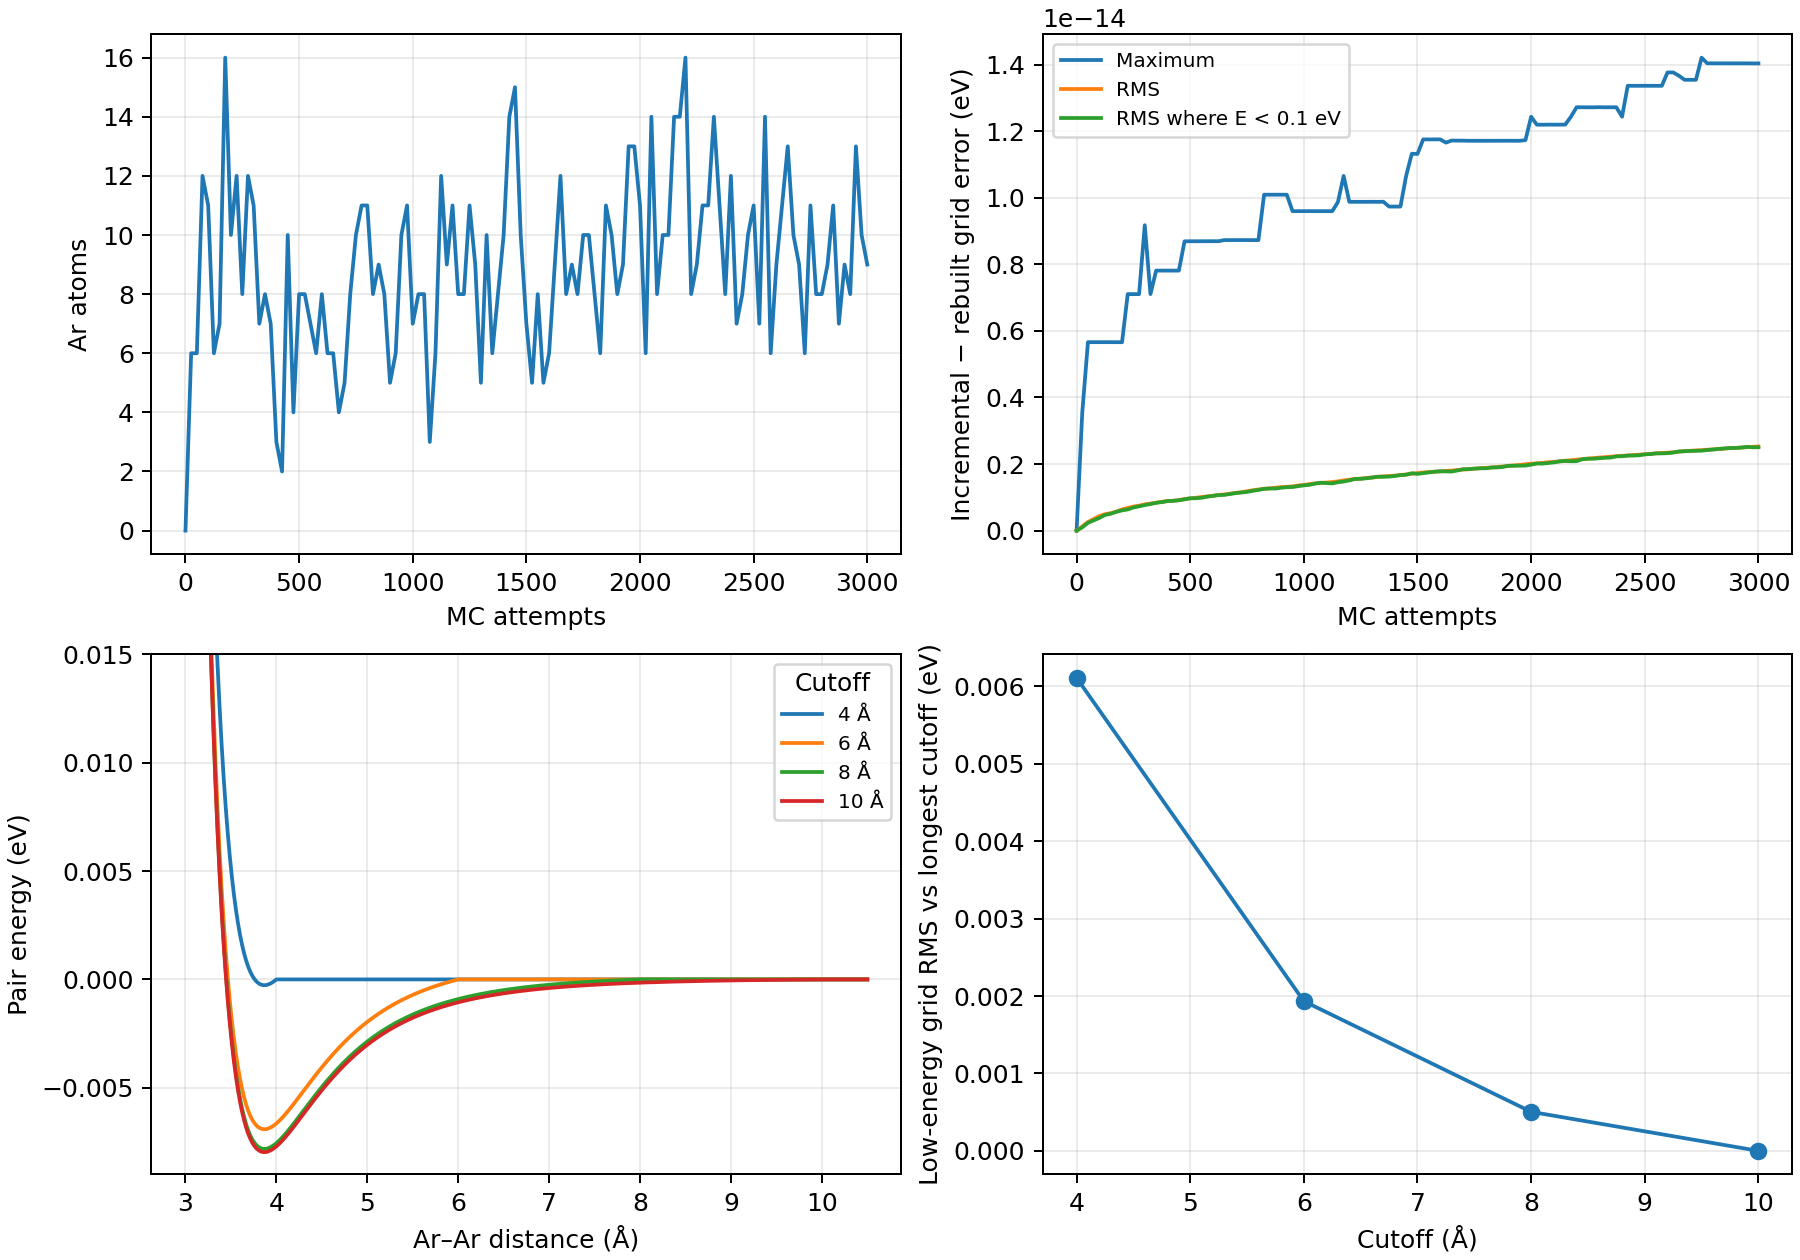 16
14
12
10
8
6
4
2
0
Ar atoms
0 500 1000 1500 2000 2500 3000
MC attempts
1e−14
1.4
1.2
1.0
0.8
0.6
0.4
0.2
0.0
Incremental − rebuilt grid error (eV)
Maximum
RMS
RMS where E < 0.1 eV
0 500 1000 1500 2000 2500 3000
MC attempts
0.015
0.010
0.005
0.000
−0.005
Pair energy (eV)
Cutoff
4 Å
6 Å
8 Å
10 Å
3 4 5 6 7 8 9 10
Ar–Ar distance (Å)
0.006
0.005
0.004
0.003
0.002
0.001
0.000
Low-energy grid RMS vs longest cutoff (eV)
4 5 6 7 8 9 10
Cutoff (Å)